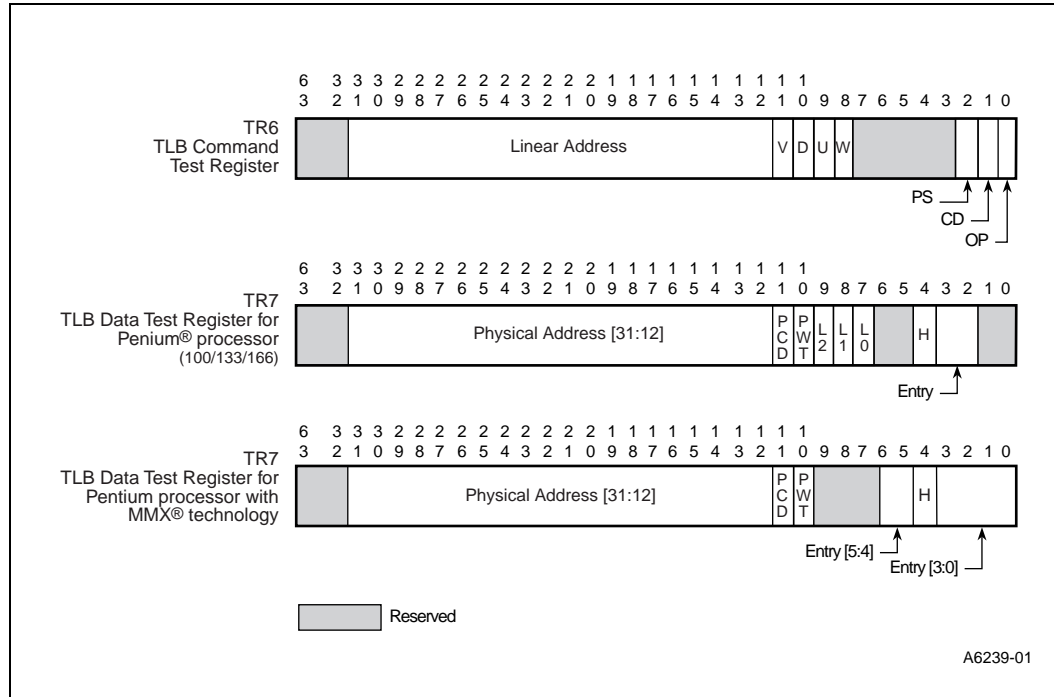 6 3 3 3 2 2 2 2 2 2 2 2 2 2 1 1 1 1 1 1 1 1 1 1
3 2 1 0 9 8 7 6 5 4 3 2 1 0 9 8 7 6 5 4 3 2 1 0 9 8 7 6 5 4 3 2 1 0
TR6
TLB Command
Test Register
Linear Address
V D U W
PS
CD
OP
6 3 3 3 2 2 2 2 2 2 2 2 2 2 1 1 1 1 1 1 1 1 1 1
3 2 1 0 9 8 7 6 5 4 3 2 1 0 9 8 7 6 5 4 3 2 1 0 9 8 7 6 5 4 3 2 1 0
TR7
TLB Data Test Register for
Penium® processor
(100/133/166)
Physical Address [31:12]
PCD PWT L2 L1 L0 H
Entry
6 3 3 3 2 2 2 2 2 2 2 2 2 2 1 1 1 1 1 1 1 1 1 1
3 2 1 0 9 8 7 6 5 4 3 2 1 0 9 8 7 6 5 4 3 2 1 0 9 8 7 6 5 4 3 2 1 0
TR7
TLB Data Test Register for
Pentium processor with
MMX® technology
Physical Address [31:12]
PCD PWT H
Entry [5:4]
Entry [3:0]
Reserved
A6239-01